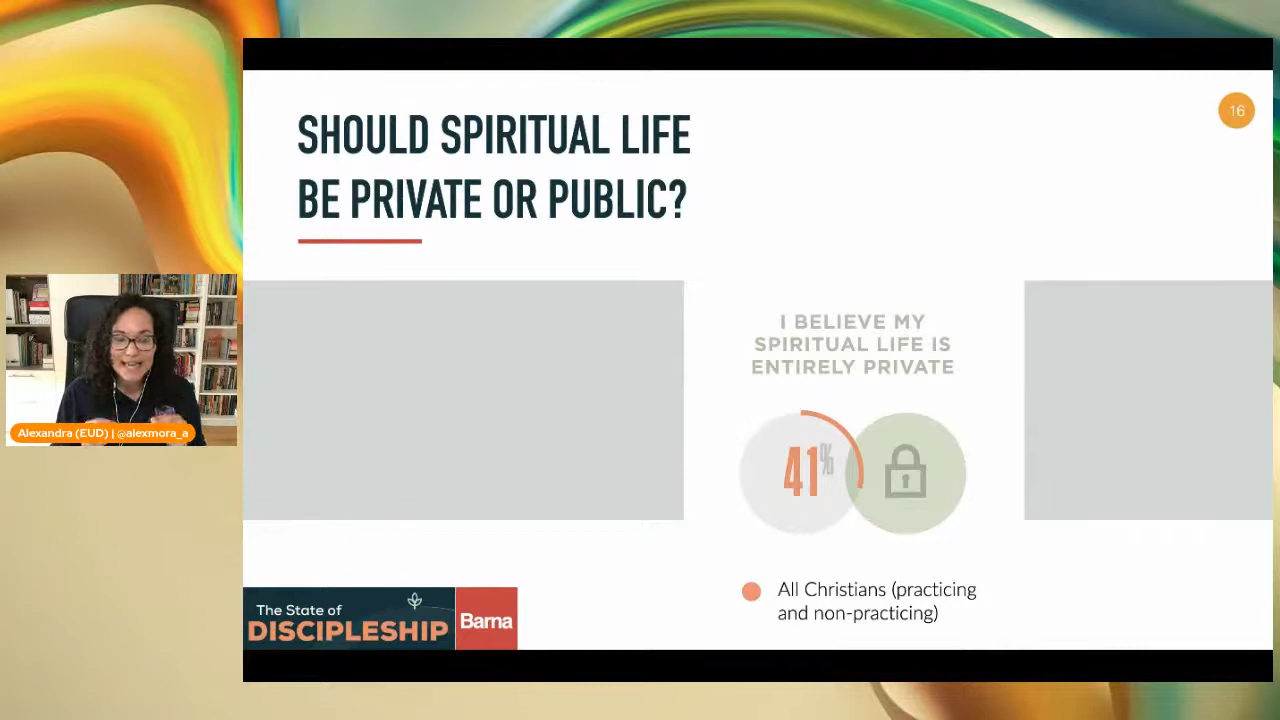 SHOULD SPIRITUAL LIFE
BE PRIVATE OR PUBLIC?
16
I BELIEVE MY
SPIRITUAL LIFE IS
ENTIRELY PRIVATE
41%
All Christians (practicing
and non-practicing)
The State of
DISCIPLESHIP
Barna
Alexandra (EUD) | @alexmora_a